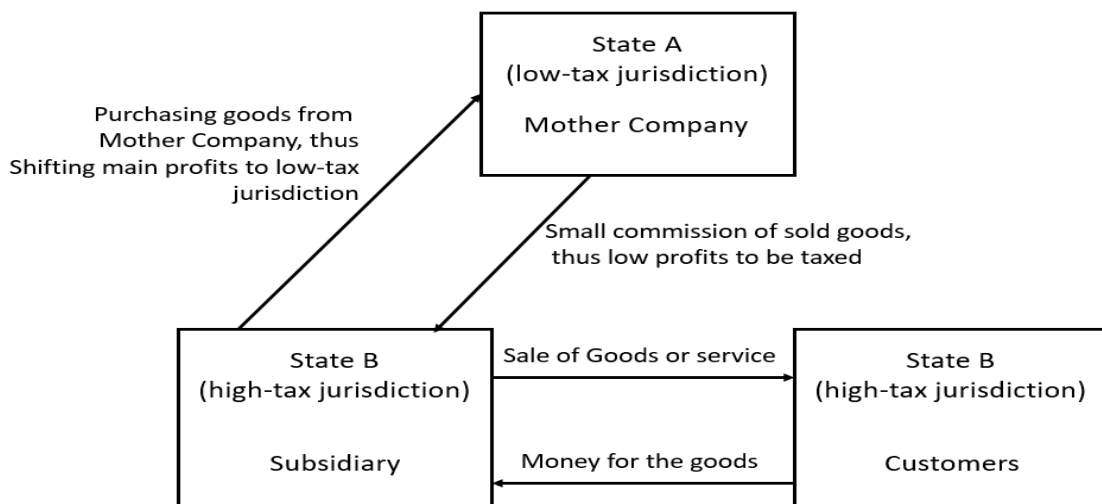 State A
(low-tax jurisdiction)
Mother Company
Purchasing goods from
Mother Company, thus
Shifting main profits to low-tax
jurisdiction
Small commission of sold goods,
thus low profits to be taxed
State B
(high-tax jurisdiction)
Subsidiary
Sale of Goods or service
Money for the goods
State B
(high-tax jurisdiction)
Customers